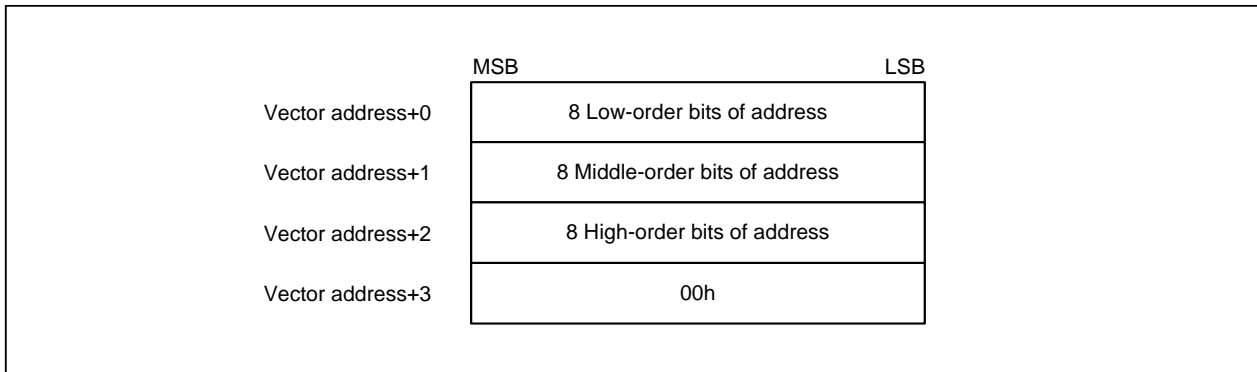 MSB LSB
Vector address+0 8 Low-order bits of address
Vector address+1 8 Middle-order bits of address
Vector address+2 8 High-order bits of address
Vector address+3 00h